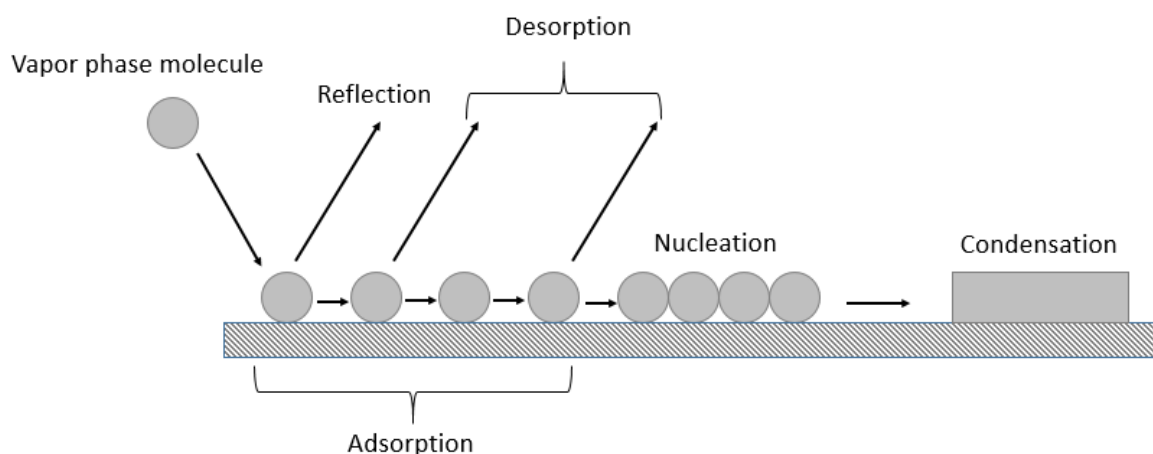 Desorption
Vapor phase molecule
Reflection
Nucleation
Condensation
Adsorption